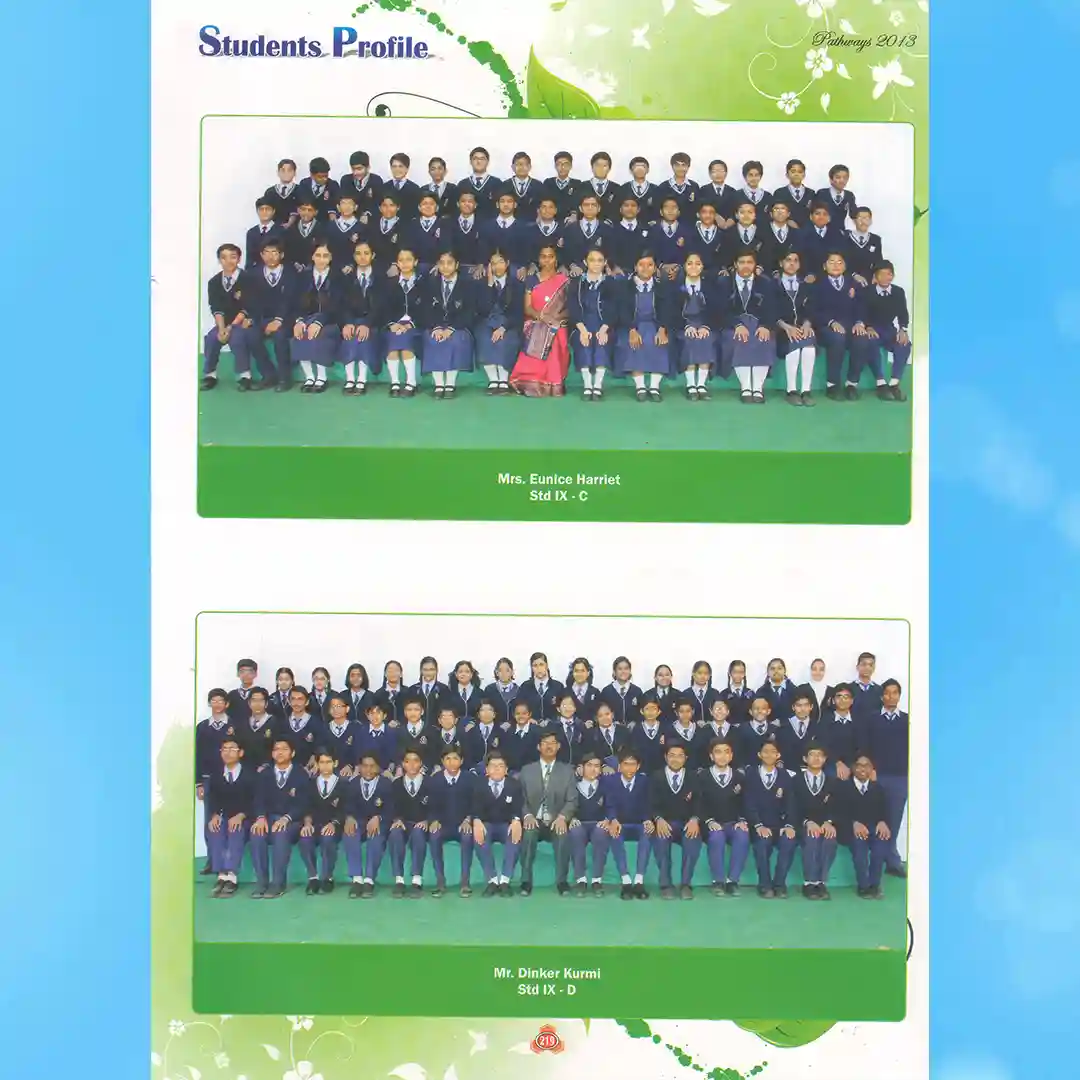 Students Profile
Pathways 2013
Mrs. Eunice Harriet
Std IX - C
Mr. Dinker Kurmi
Std IX - D
219